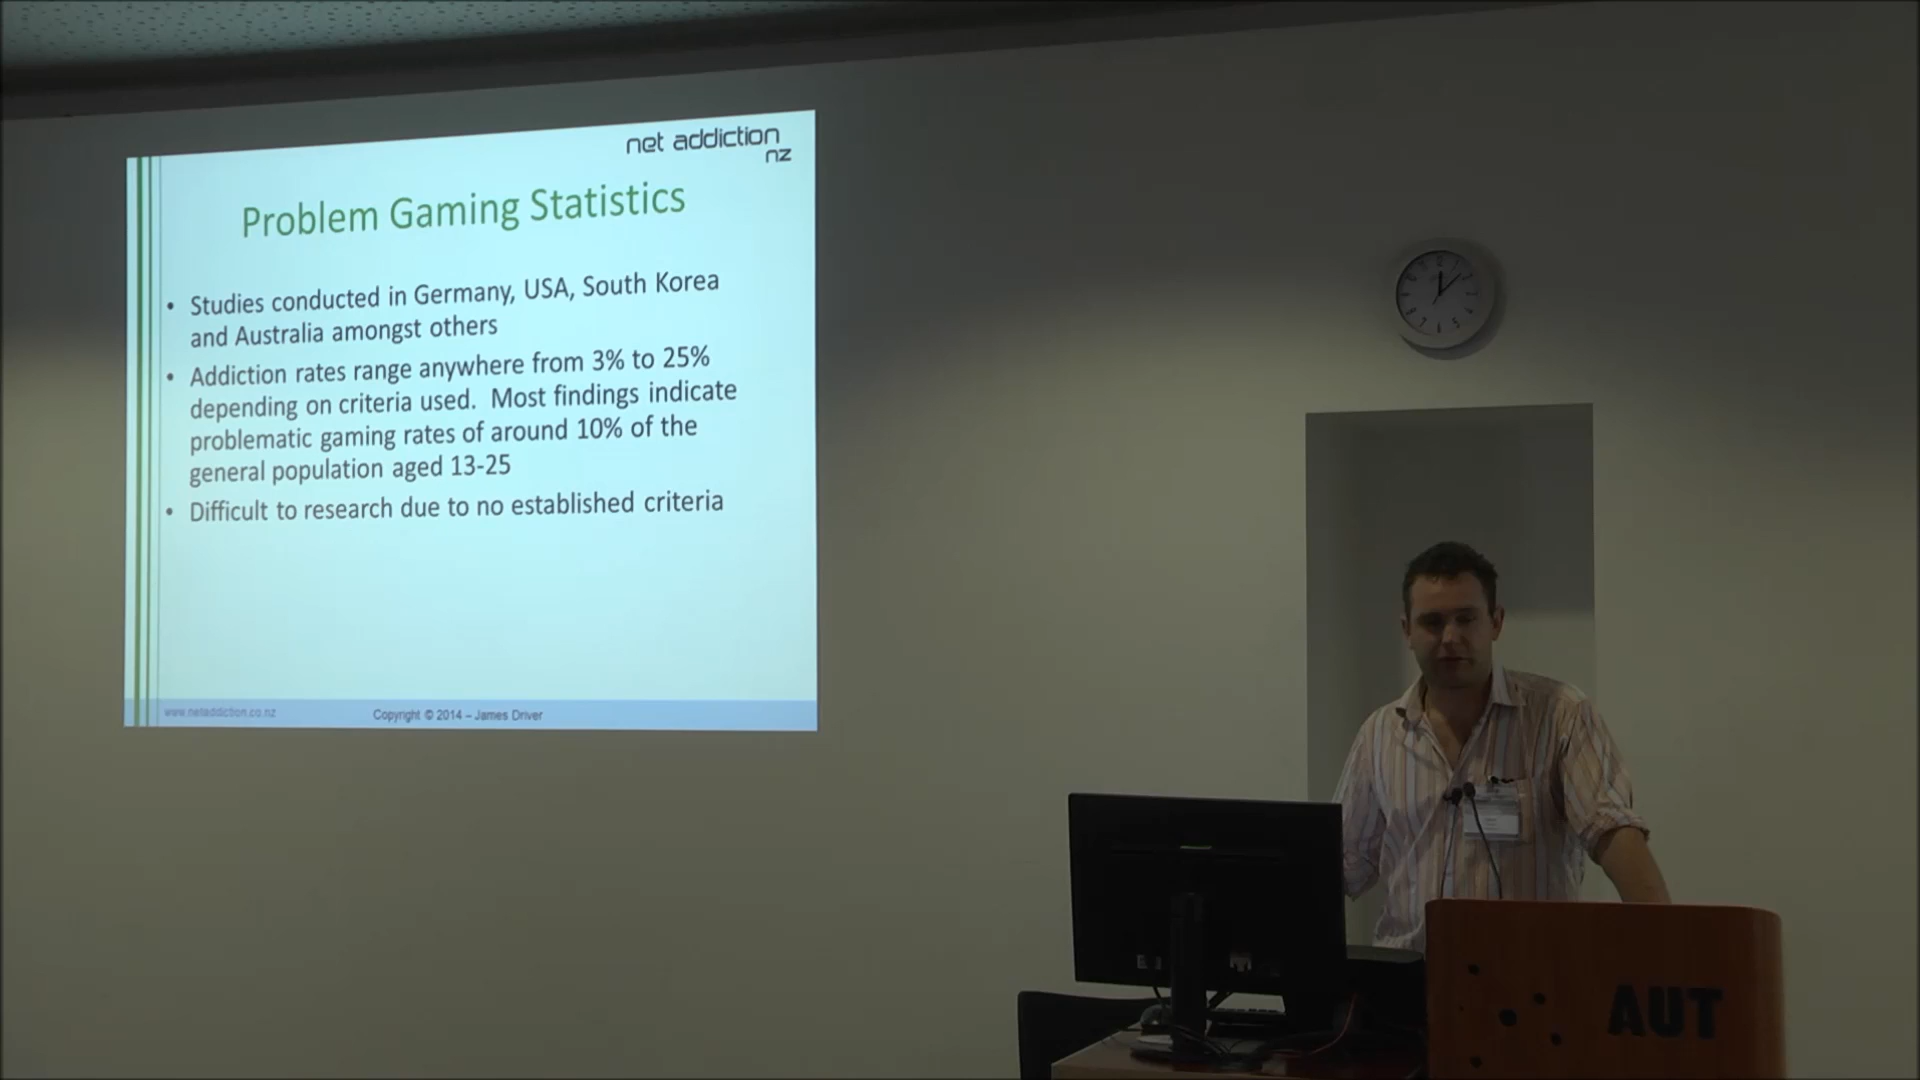 net addiction
nz
Problem Gaming Statistics
• Studies conducted in Germany, USA, South Korea
and Australia amongst others
• Addiction rates range anywhere from 3% to 25%
depending on criteria used. Most findings indicate
problematic gaming rates of around 10% of the
general population aged 13-25
• Difficult to research due to no established criteria
www.netaddiction.co.nz
Copyright © 2014 – James Driver
AUT